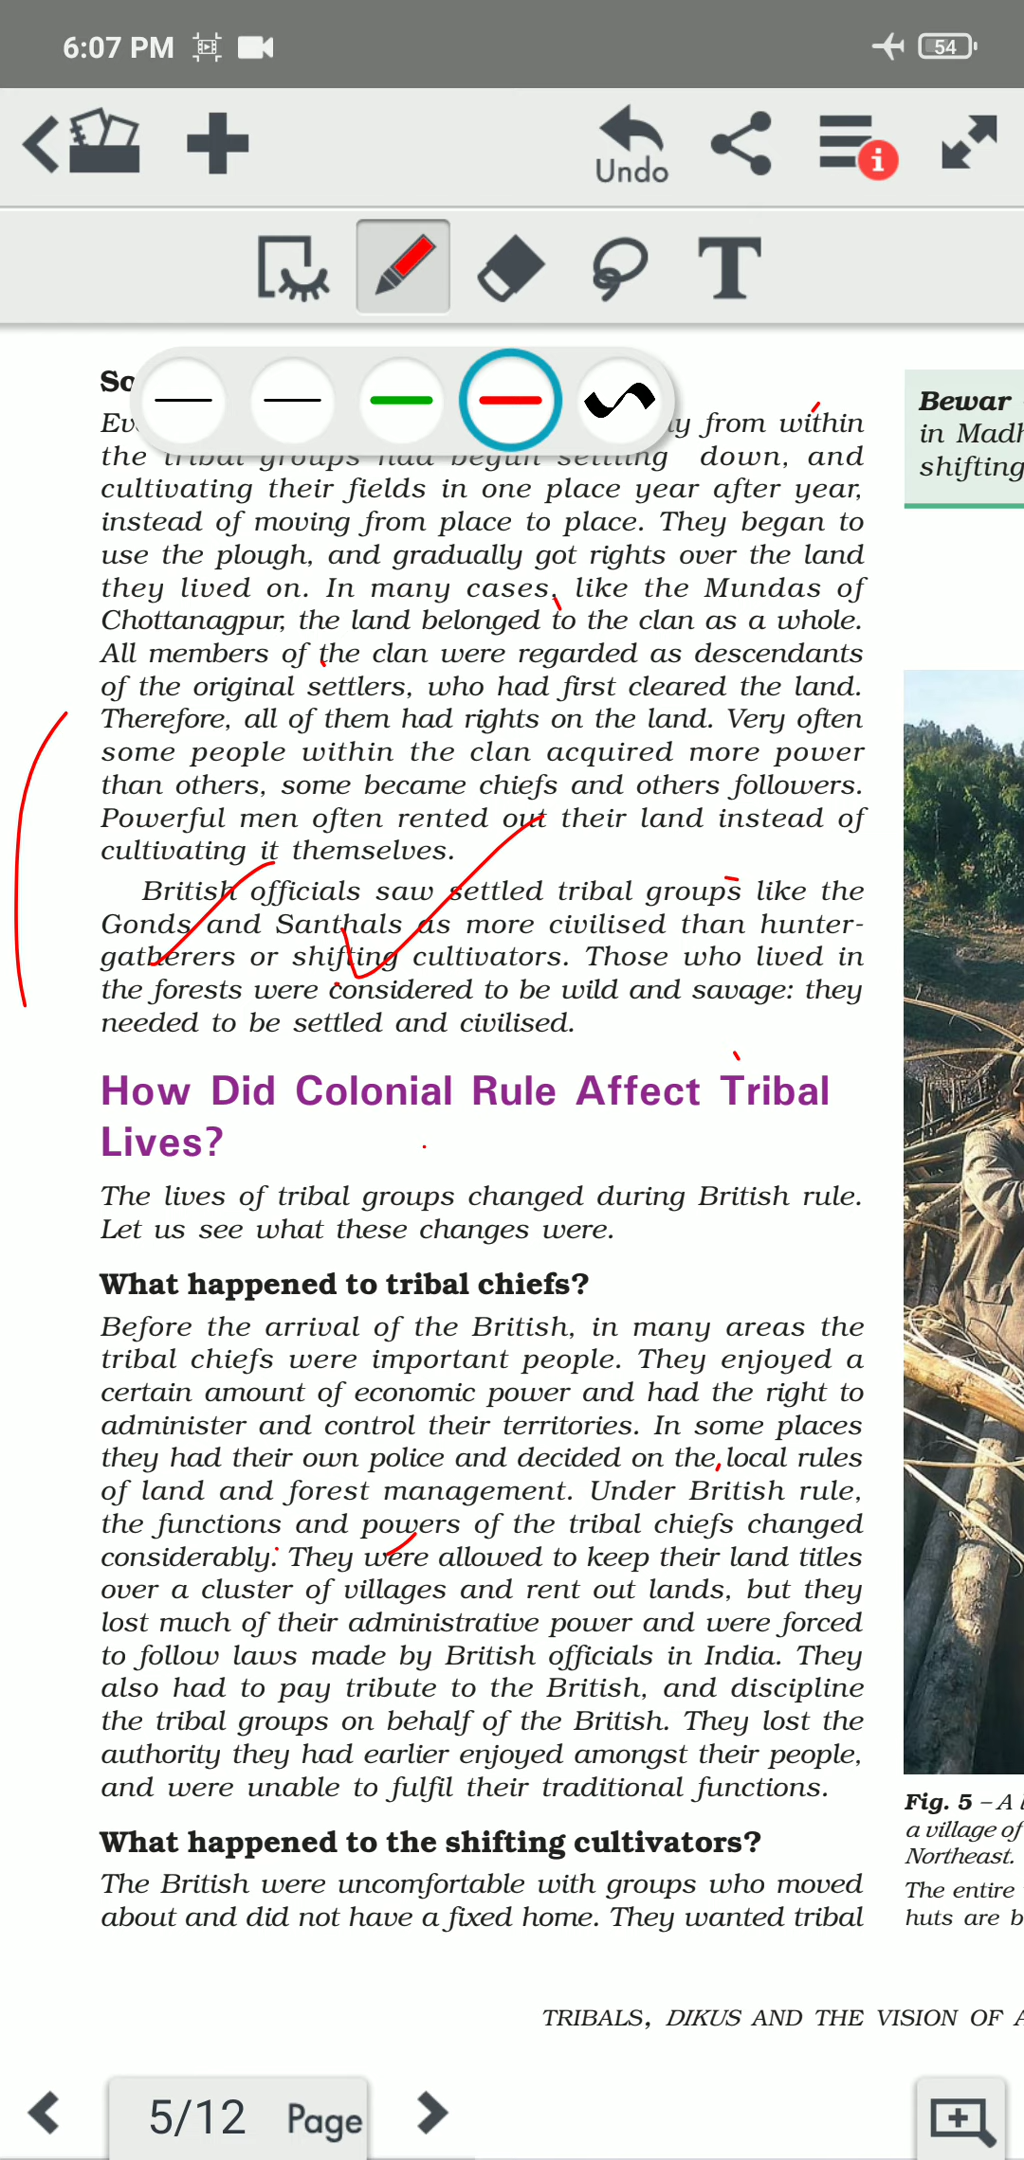 6:07 PM
54
Undo
So
Ev ly from within
the tribal groups had begun settling down, and
cultivating their fields in one place year after year,
instead of moving from place to place. They began to
use the plough, and gradually got rights over the land
they lived on. In many cases, like the Mundas of
Chottanagpur, the land belonged to the clan as a whole.
All members of the clan were regarded as descendants
of the original settlers, who had first cleared the land.
Therefore, all of them had rights on the land. Very often
some people within the clan acquired more power
than others, some became chiefs and others followers.
Powerful men often rented out their land instead of
cultivating it themselves.
British officials saw settled tribal groups like the
Gonds and Santhals as more civilised than hunter-
gatherers or shifting cultivators. Those who lived in
the forests were considered to be wild and savage: they
needed to be settled and civilised.
How Did Colonial Rule Affect Tribal
Lives?
The lives of tribal groups changed during British rule.
Let us see what these changes were.
What happened to tribal chiefs?
Before the arrival of the British, in many areas the
tribal chiefs were important people. They enjoyed a
certain amount of economic power and had the right to
administer and control their territories. In some places
they had their own police and decided on the local rules
of land and forest management. Under British rule,
the functions and powers of the tribal chiefs changed
considerably. They were allowed to keep their land titles
over a cluster of villages and rent out lands, but they
lost much of their administrative power and were forced
to follow laws made by British officials in India. They
also had to pay tribute to the British, and discipline
the tribal groups on behalf of the British. They lost the
authority they had earlier enjoyed amongst their people,
and were unable to fulfil their traditional functions.
What happened to the shifting cultivators?
The British were uncomfortable with groups who moved
about and did not have a fixed home. They wanted tribal
Bewar
in Madh
shifting
Fig. 5 – A l
a village of
Northeast.
The entire
huts are b
TRIBALS, DIKUS AND THE VISION OF A
5/12 Page